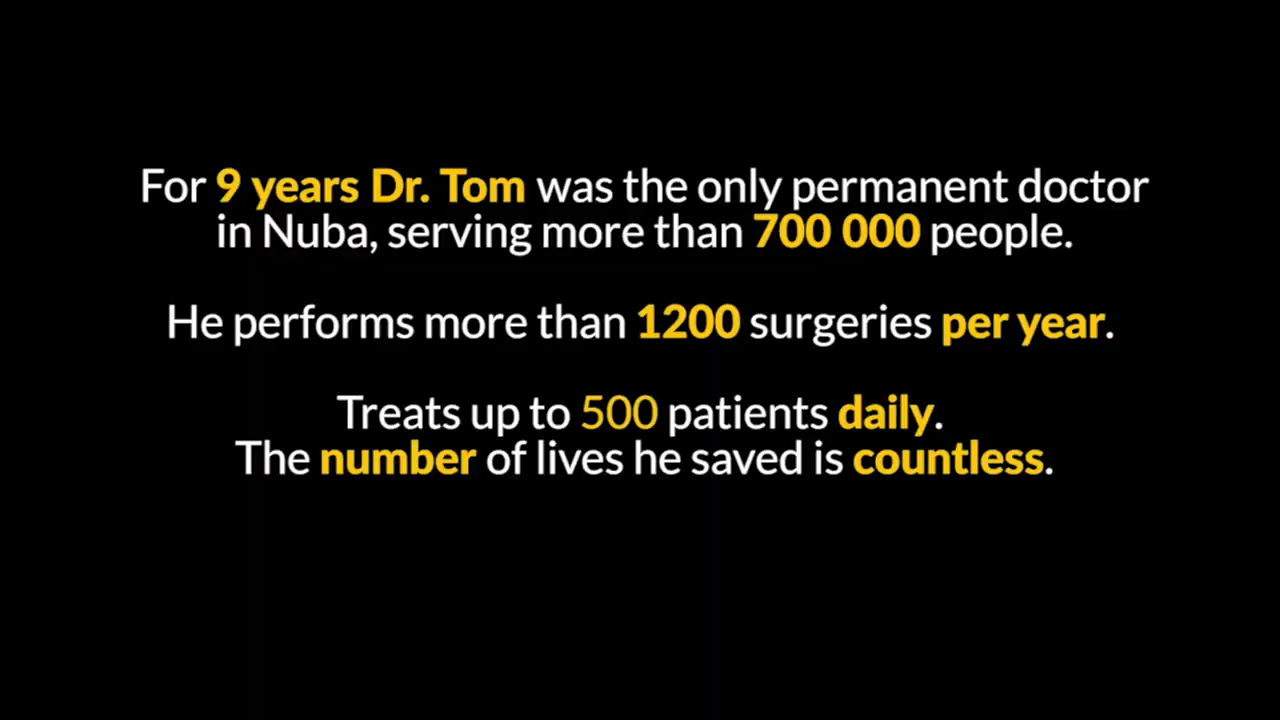 For 9 years Dr. Tom was the only permanent doctor
in Nuba, serving more than 700 000 people.
He performs more than 1200 surgeries per year.
Treats up to 500 patients daily.
The number of lives he saved is countless.